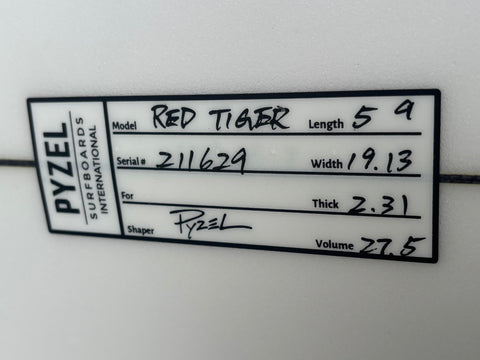 PYZEL
SURFBOARDS
INTERNATIONAL
Model RED TIGER Length 5 9
Serial # 211629 Width 19.13
For Thick 2.31
Shaper PYZEL Volume 27.5